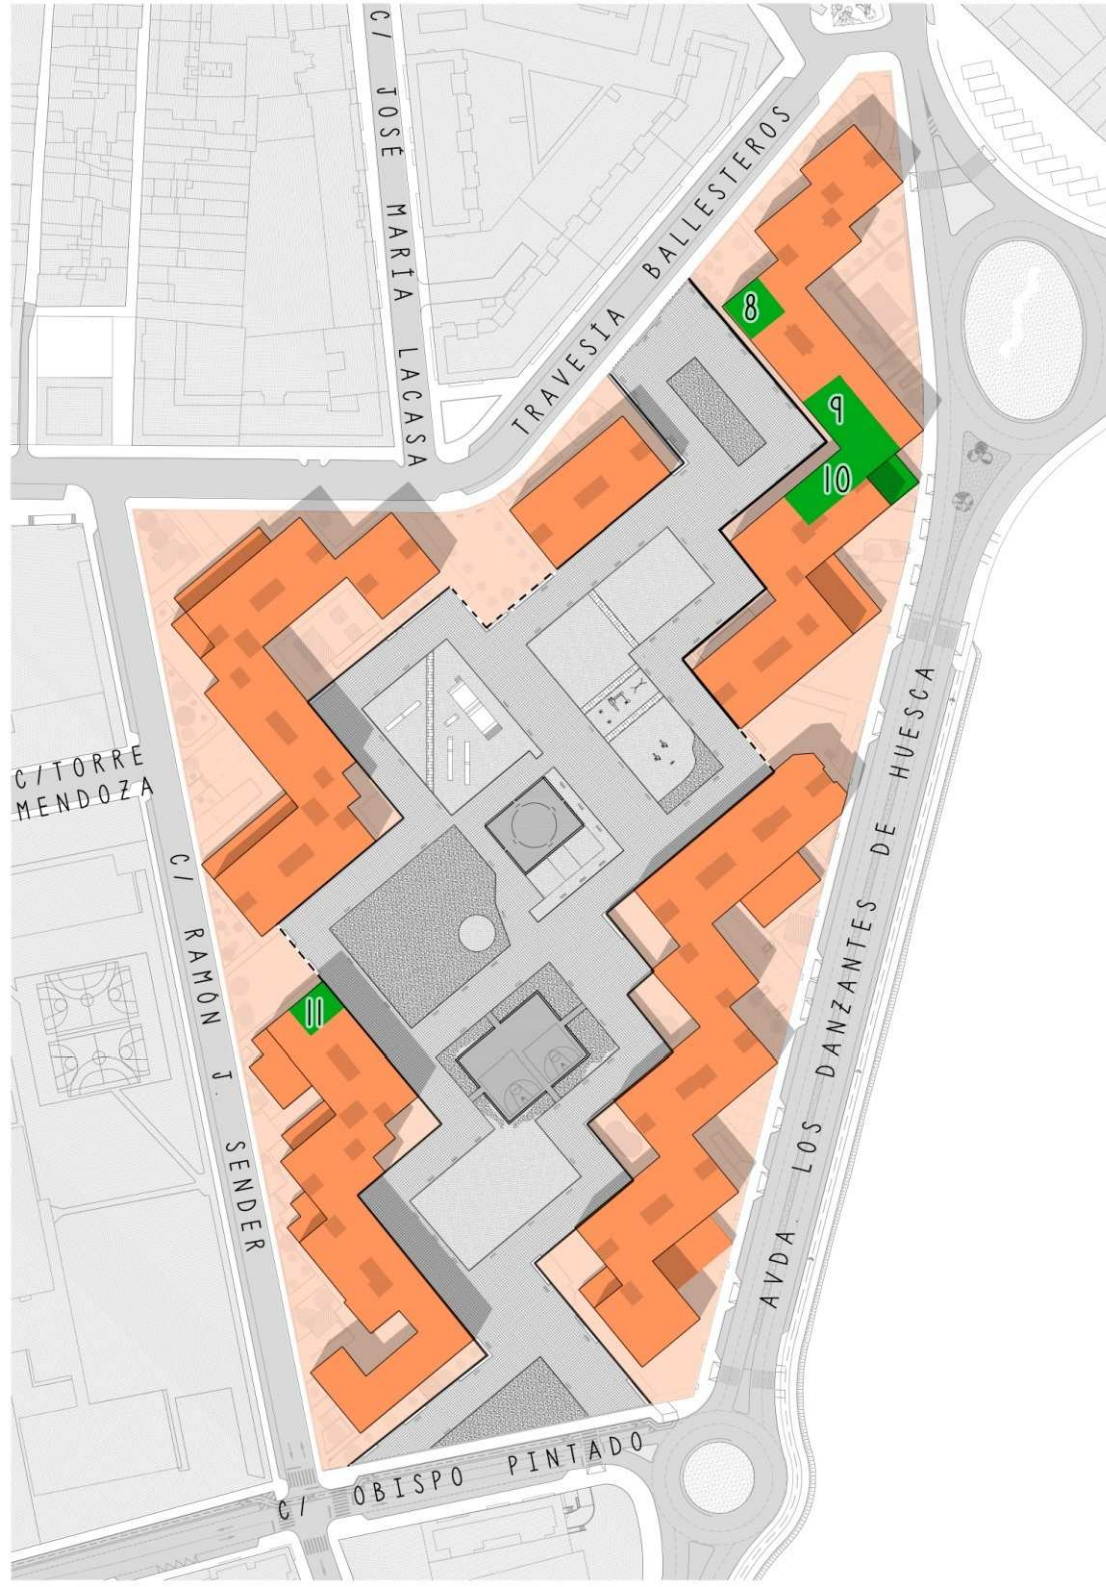 C/ JOSÉ MARÍA LACASA
TRAVESÍA BALLESTEROS
8
9
10
C/TORRE
MENDOZA
C/ RAMÓN J. SENDER
11
AVDA. LOS DANZANTES DE HUESCA
C/ OBISPO PINTADO